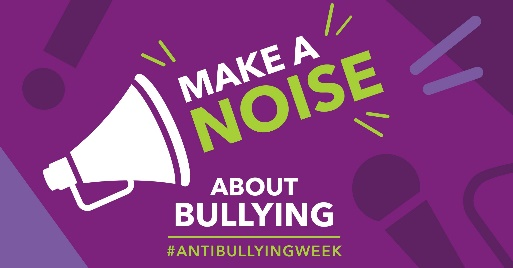 MAKE A
NOISE
ABOUT
BULLYING
#ANTIBULLYINGWEEK